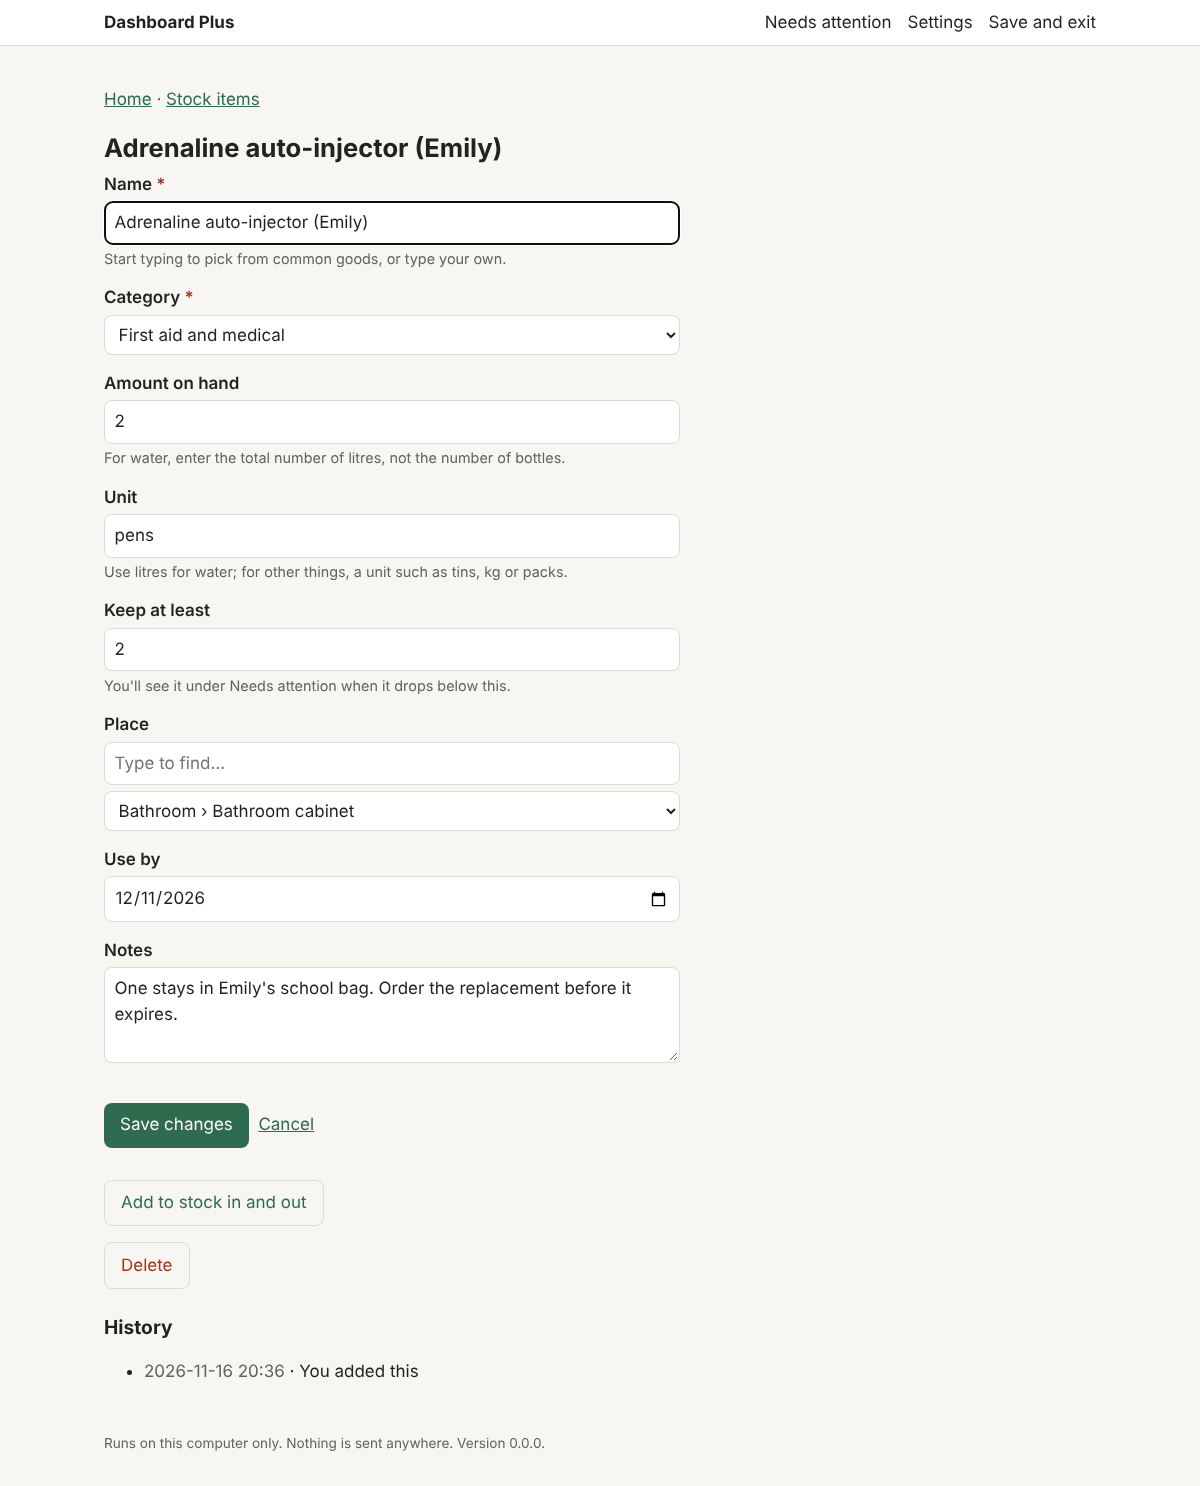 Dashboard Plus
Needs attention Settings Save and exit
Home · Stock items
Adrenaline auto-injector (Emily)
Name *
Adrenaline auto-injector (Emily)
Start typing to pick from common goods, or type your own.
Category *
First aid and medical
Amount on hand
2
For water, enter the total number of litres, not the number of bottles.
Unit
pens
Use litres for water; for other things, a unit such as tins, kg or packs.
Keep at least
2
You'll see it under Needs attention when it drops below this.
Place
Type to find...
Bathroom › Bathroom cabinet
Use by
12/11/2026
Notes
One stays in Emily's school bag. Order the replacement before it
expires.
Save changes Cancel
Add to stock in and out
Delete
History
• 2026-11-16 20:36 · You added this
Runs on this computer only. Nothing is sent anywhere. Version 0.0.0.